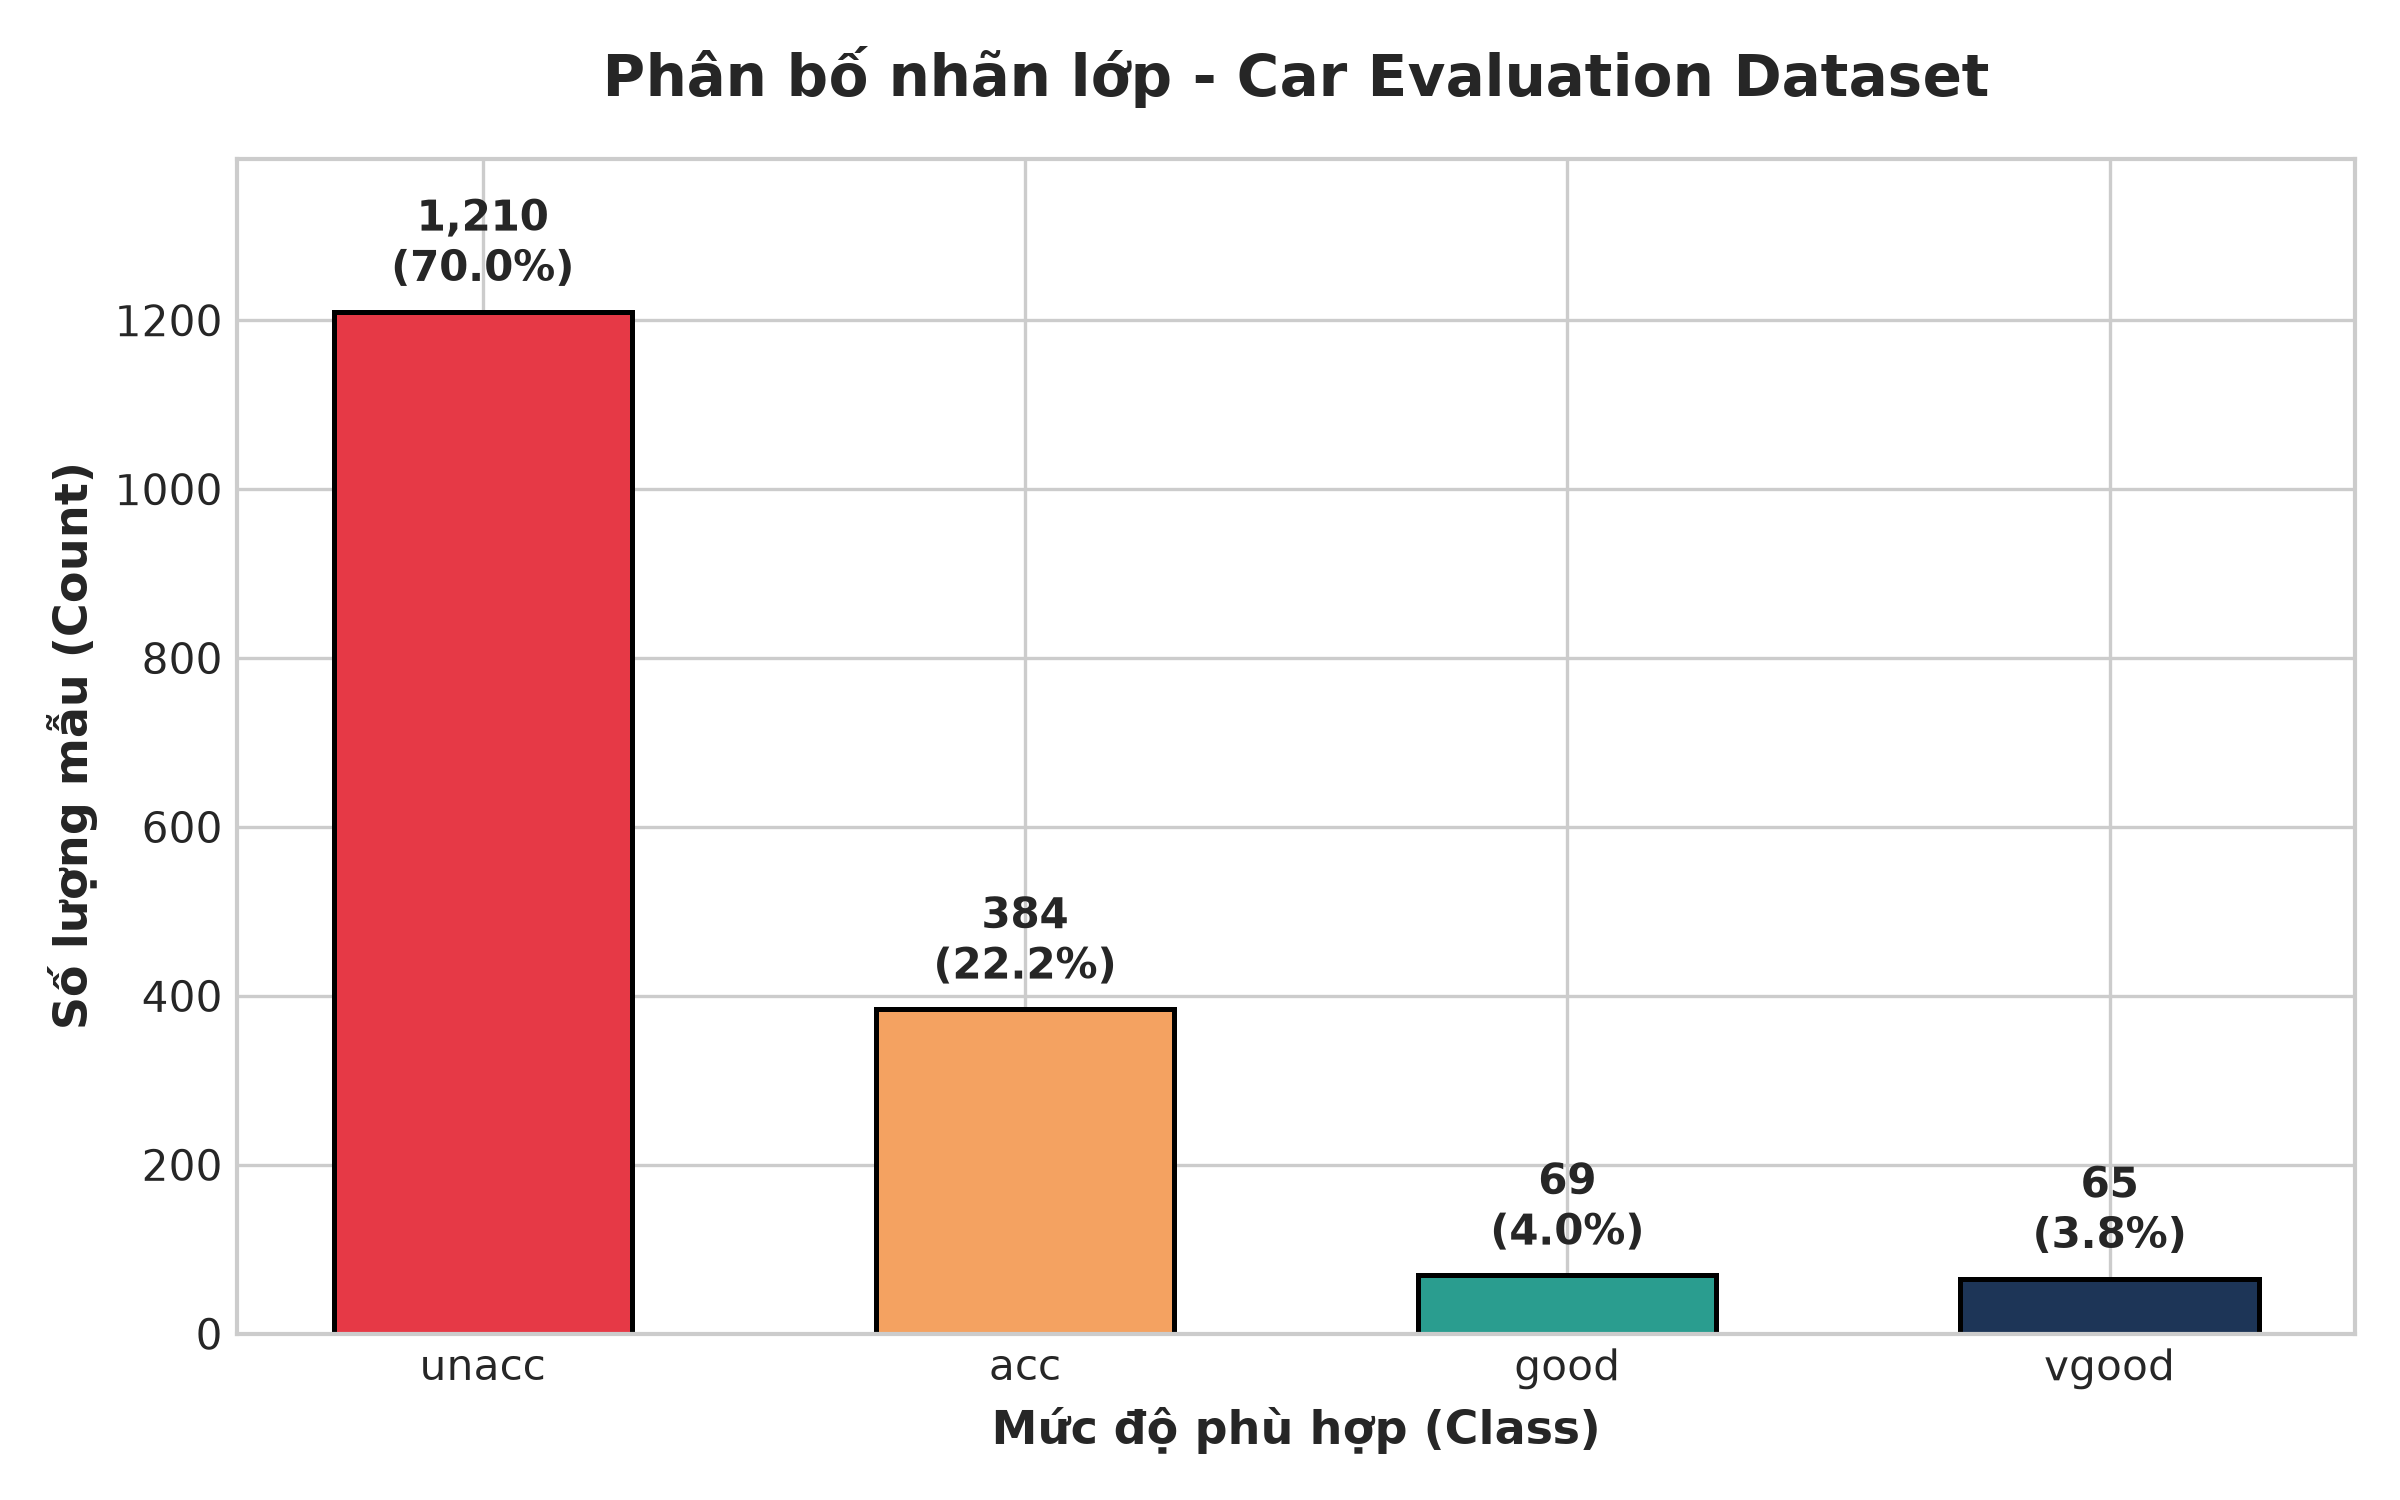 Phân bố nhãn lớp - Car Evaluation Dataset
Số lượng mẫu (Count)
1200
1000
800
600
400
200
0
1,210
(70.0%)
384
(22.2%)
69
(4.0%)
65
(3.8%)
unacc
acc
good
vgood
Mức độ phù hợp (Class)